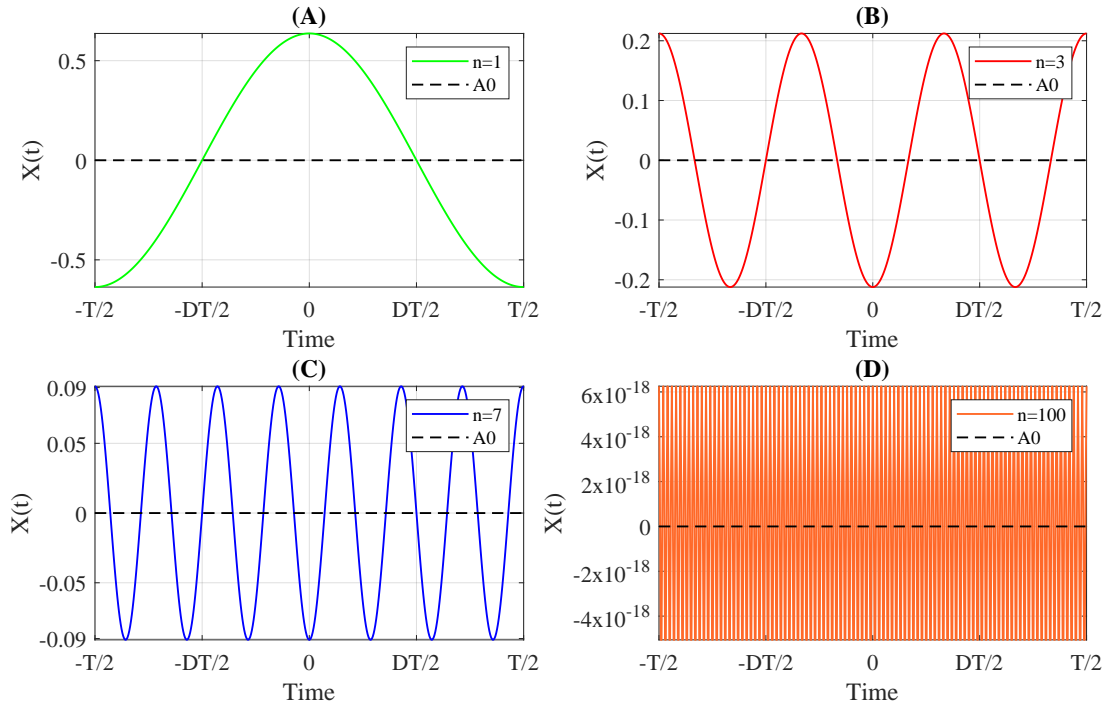 (A)
0.5
0
-0.5
X(t)
n=1
A0
-T/2 -DT/2 0 DT/2 T/2
Time
(B)
0.2
0.1
0
-0.1
-0.2
X(t)
n=3
A0
-T/2 -DT/2 0 DT/2 T/2
Time
(C)
0.09
0.05
0
-0.05
-0.09
X(t)
n=7
A0
-T/2 -DT/2 0 DT/2 T/2
Time
(D)
6x10⁻¹⁸
4x10⁻¹⁸
2x10⁻¹⁸
0
-2x10⁻¹⁸
-4x10⁻¹⁸
X(t)
n=100
A0
-T/2 -DT/2 0 DT/2 T/2
Time